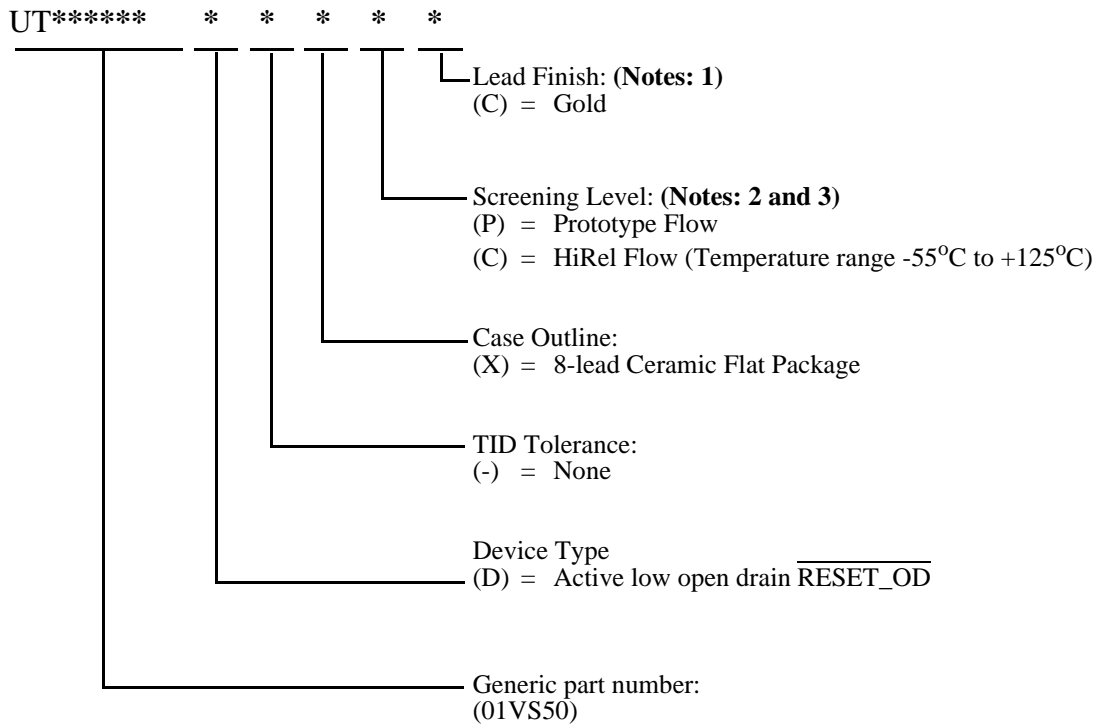 UT****** * * * * *
Lead Finish: (Notes: 1)
(C) = Gold
Screening Level: (Notes: 2 and 3)
(P) = Prototype Flow
(C) = HiRel Flow (Temperature range -55°C to +125°C)
Case Outline:
(X) = 8-lead Ceramic Flat Package
TID Tolerance:
(-) = None
Device Type
(D) = Active low open drain RESET_OD
Generic part number:
(01VS50)